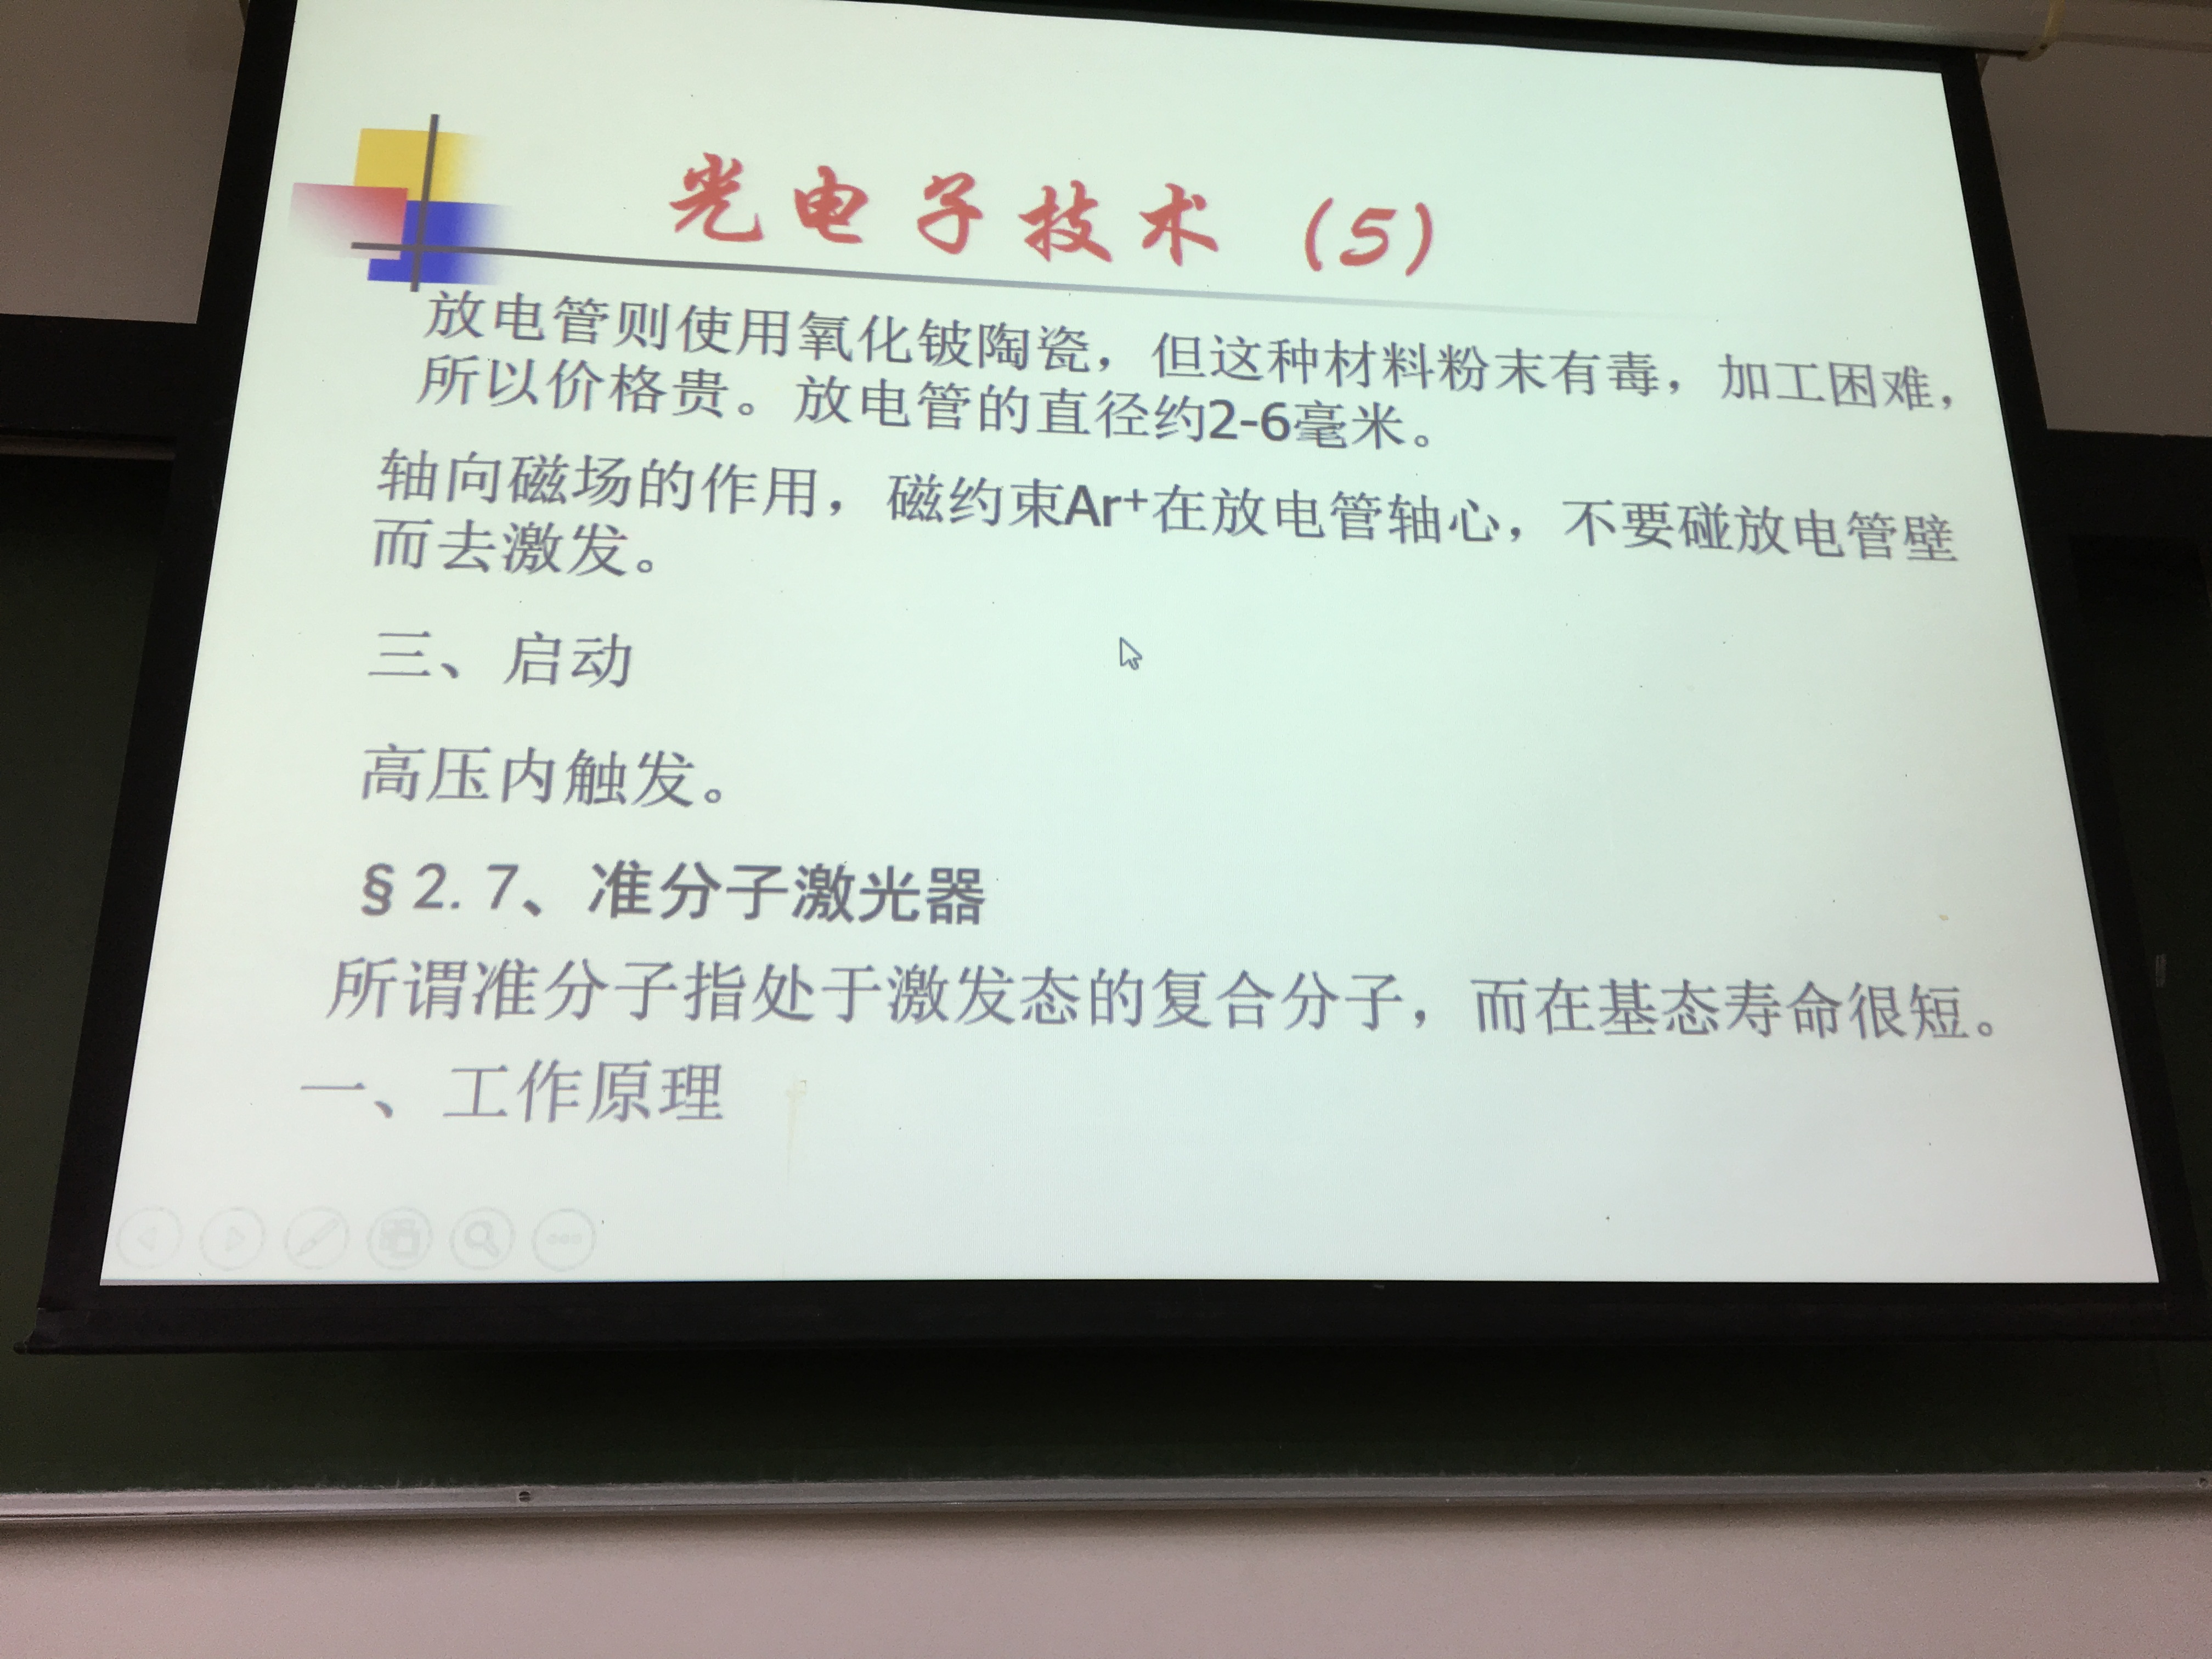 光电子技术（5）
放电管则使用氧化铍陶瓷，但这种材料粉末有毒，加工困难，
所以价格贵。放电管的直径约2-6毫米。
轴向磁场的作用，磁约束Ar⁺在放电管轴心，不要碰放电管壁
而去激发。
三、启动
高压内触发。
§2.7、准分子激光器
所谓准分子指处于激发态的复合分子，而在基态寿命很短。
一、工作原理